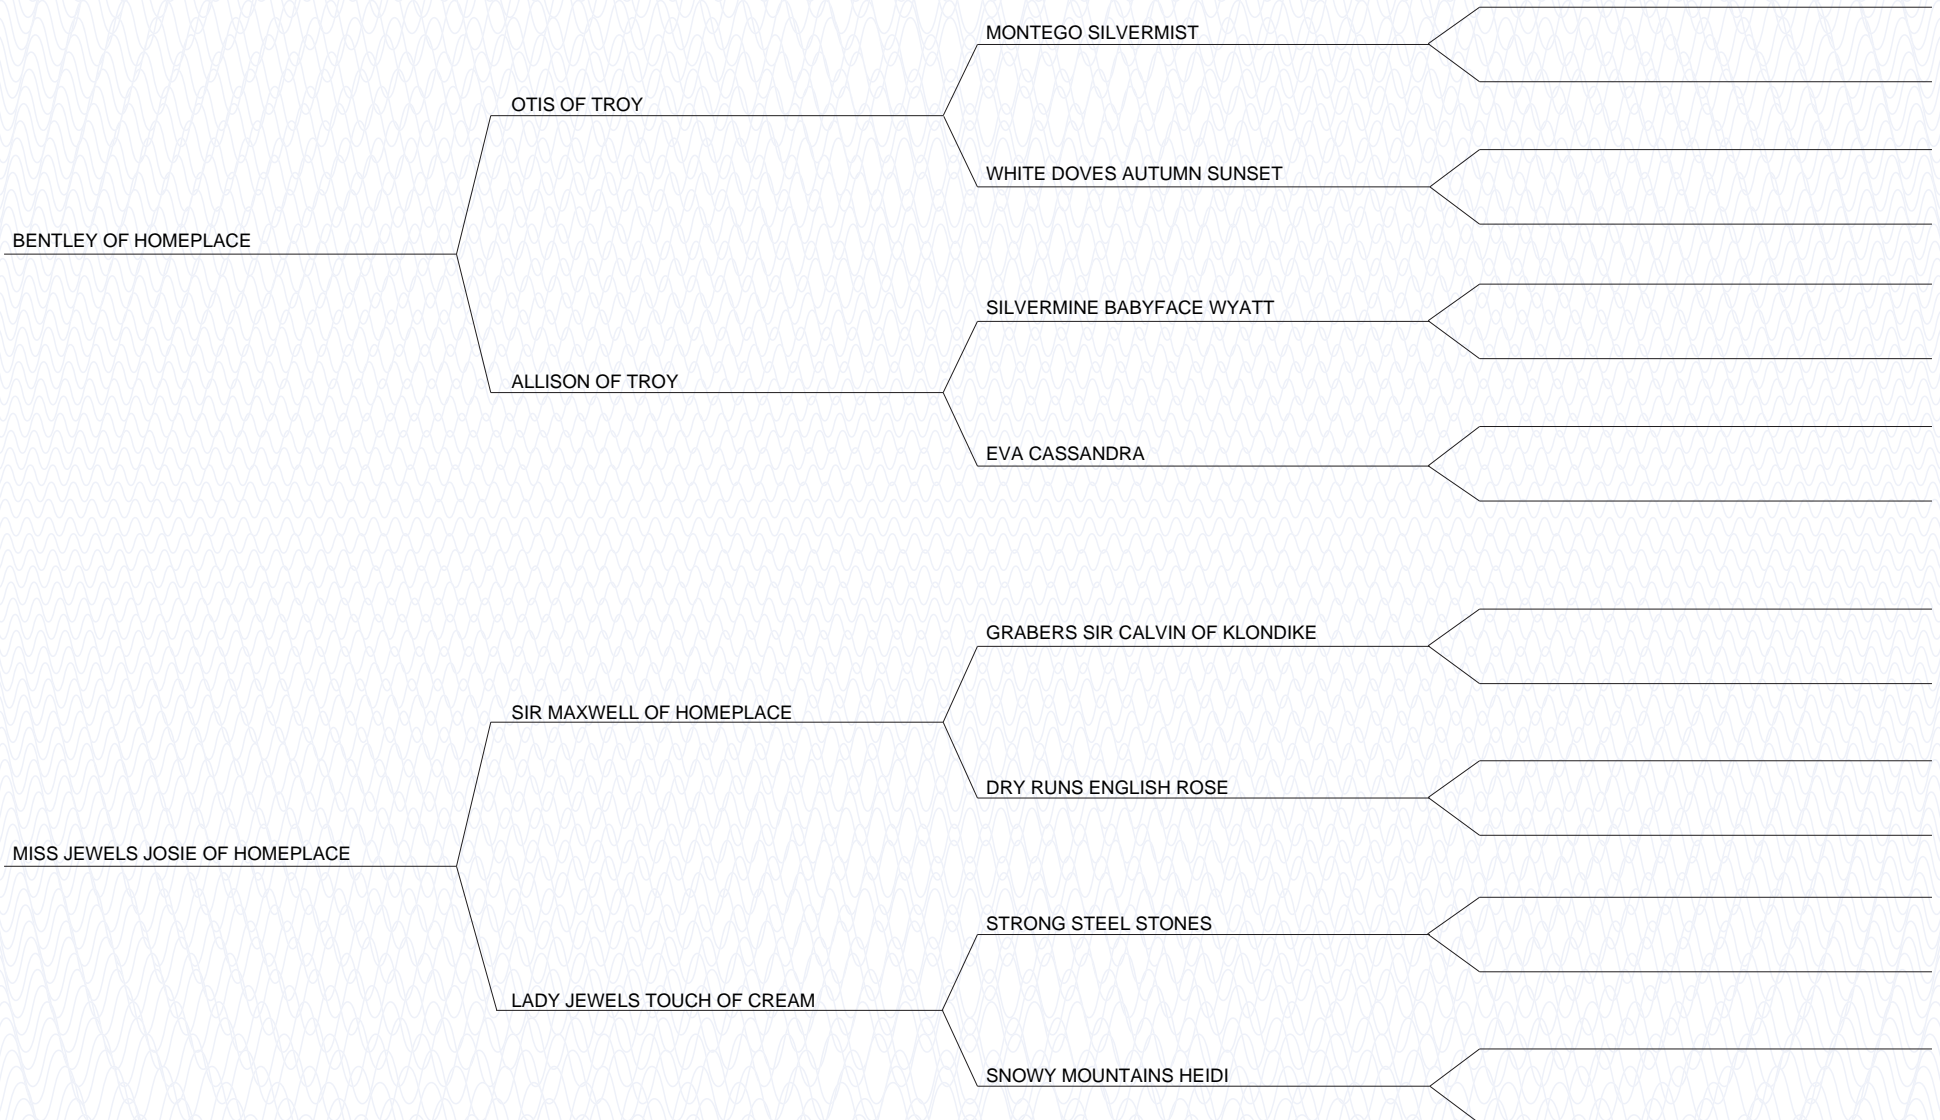 MONTEGO SILVERMIST
OTIS OF TROY
WHITE DOVES AUTUMN SUNSET
BENTLEY OF HOMEPLACE
SILVERMINE BABYFACE WYATT
ALLISON OF TROY
EVA CASSANDRA
GRABERS SIR CALVIN OF KLONDIKE
SIR MAXWELL OF HOMEPLACE
DRY RUNS ENGLISH ROSE
MISS JEWELS JOSIE OF HOMEPLACE
STRONG STEEL STONES
LADY JEWELS TOUCH OF CREAM
SNOWY MOUNTAINS HEIDI